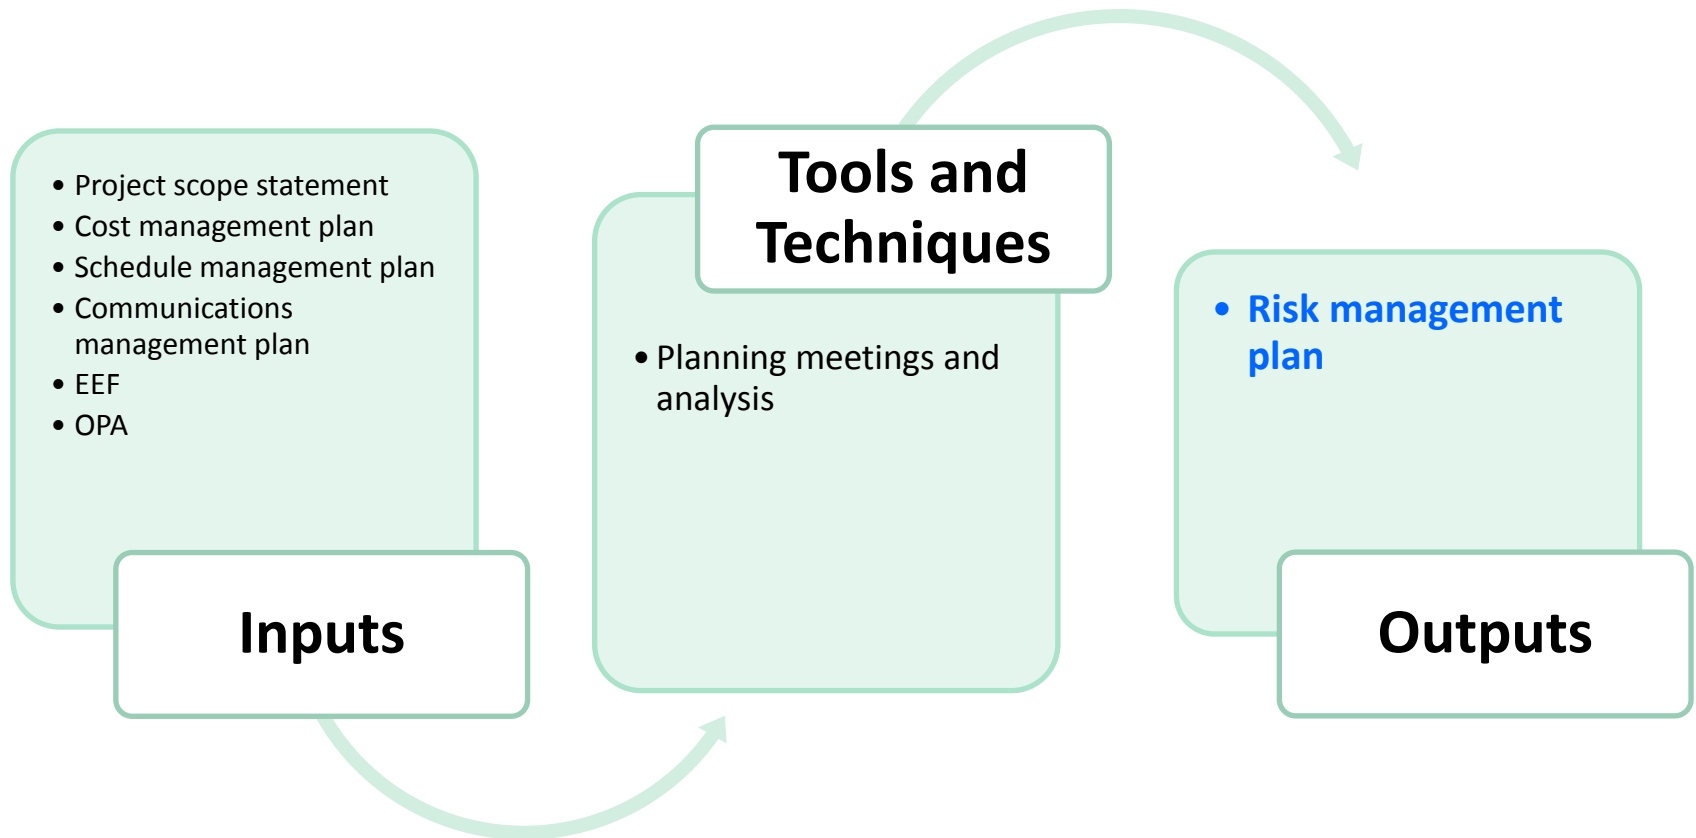 • Project scope statement
• Cost management plan
• Schedule management plan
• Communications
management plan
• EEF
• OPA
Inputs
Tools and
Techniques
• Planning meetings and
analysis
• Risk management
plan
Outputs